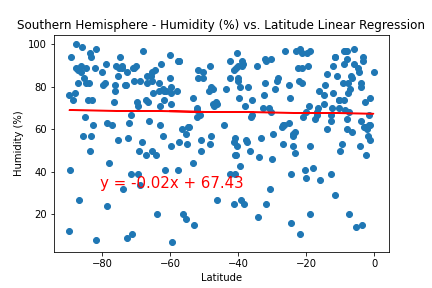 Southern Hemisphere - Humidity (%) vs. Latitude Linear Regression
100
80
60
40
20
Humidity (%)
y = -0.02x + 67.43
−80 −60 −40 −20 0
Latitude